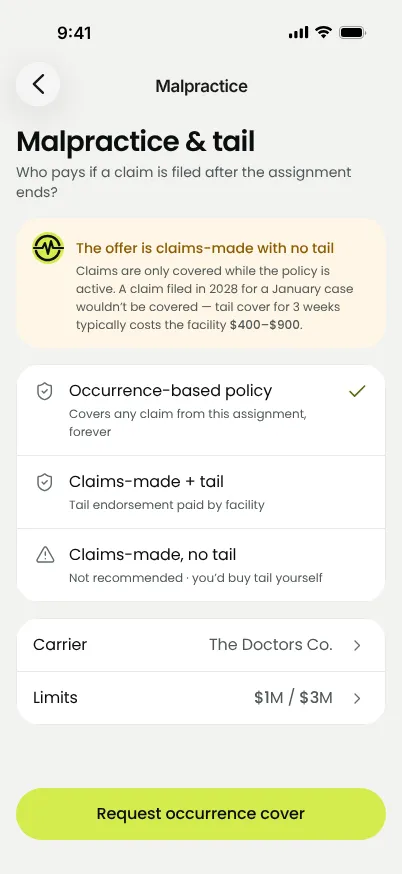 9:41
Malpractice
Malpractice & tail
Who pays if a claim is filed after the assignment
ends?
The offer is claims-made with no tail
Claims are only covered while the policy is
active. A claim filed in 2028 for a January case
wouldn't be covered — tail cover for 3 weeks
typically costs the facility $400–$900.
Occurrence-based policy
Covers any claim from this assignment,
forever
Claims-made + tail
Tail endorsement paid by facility
Claims-made, no tail
Not recommended · you'd buy tail yourself
Carrier The Doctors Co.
Limits $1M / $3M
Request occurrence cover